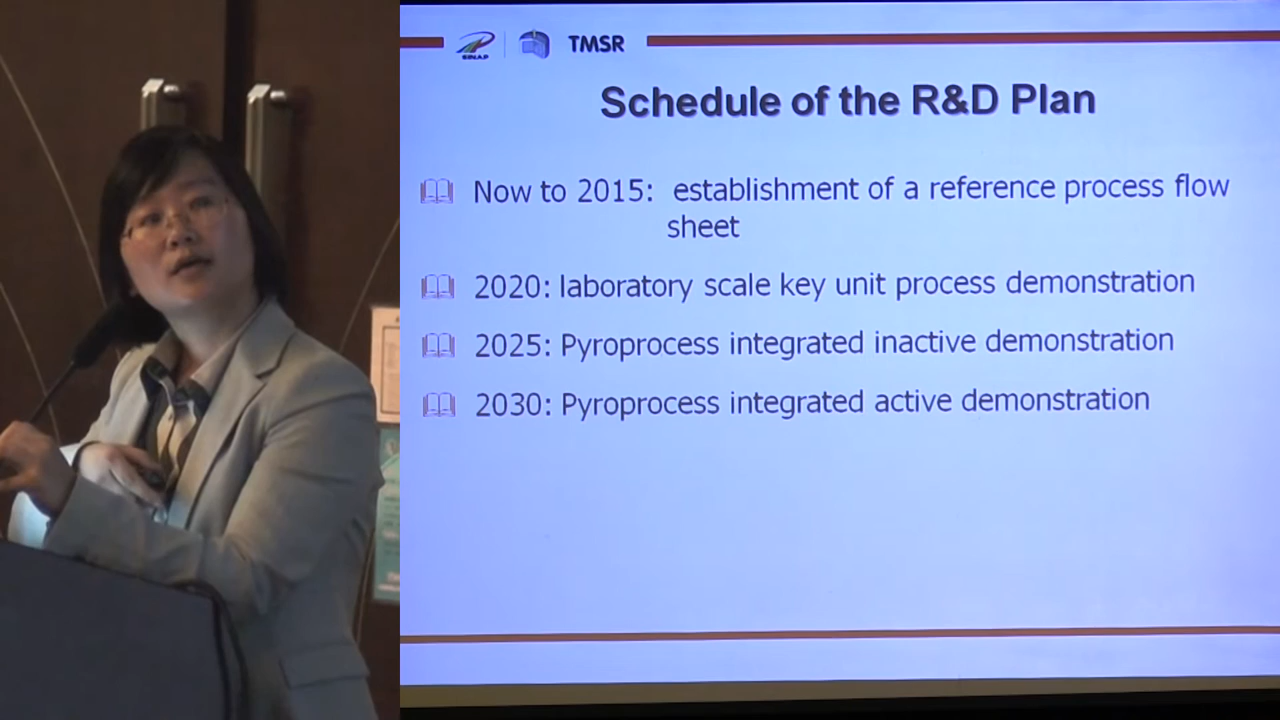 SINAP
TMSR
Schedule of the R&D Plan
Now to 2015: establishment of a reference process flow
sheet
2020: laboratory scale key unit process demonstration
2025: Pyroprocess integrated inactive demonstration
2030: Pyroprocess integrated active demonstration